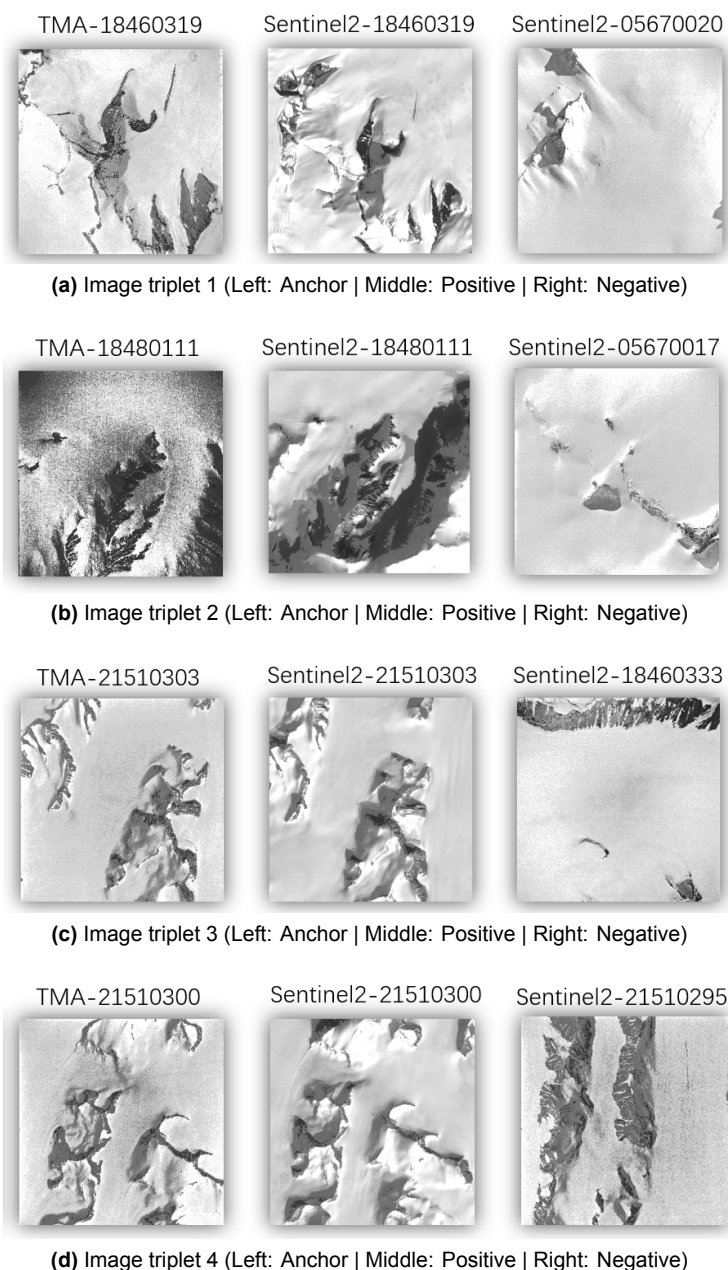 TMA-18460319 Sentinel2-18460319 Sentinel2-05670020
(a) Image triplet 1 (Left: Anchor | Middle: Positive | Right: Negative)
TMA-18480111 Sentinel2-18480111 Sentinel2-05670017
(b) Image triplet 2 (Left: Anchor | Middle: Positive | Right: Negative)
TMA-21510303 Sentinel2-21510303 Sentinel2-18460333
(c) Image triplet 3 (Left: Anchor | Middle: Positive | Right: Negative)
TMA-21510300 Sentinel2-21510300 Sentinel2-21510295
(d) Image triplet 4 (Left: Anchor | Middle: Positive | Right: Negative)